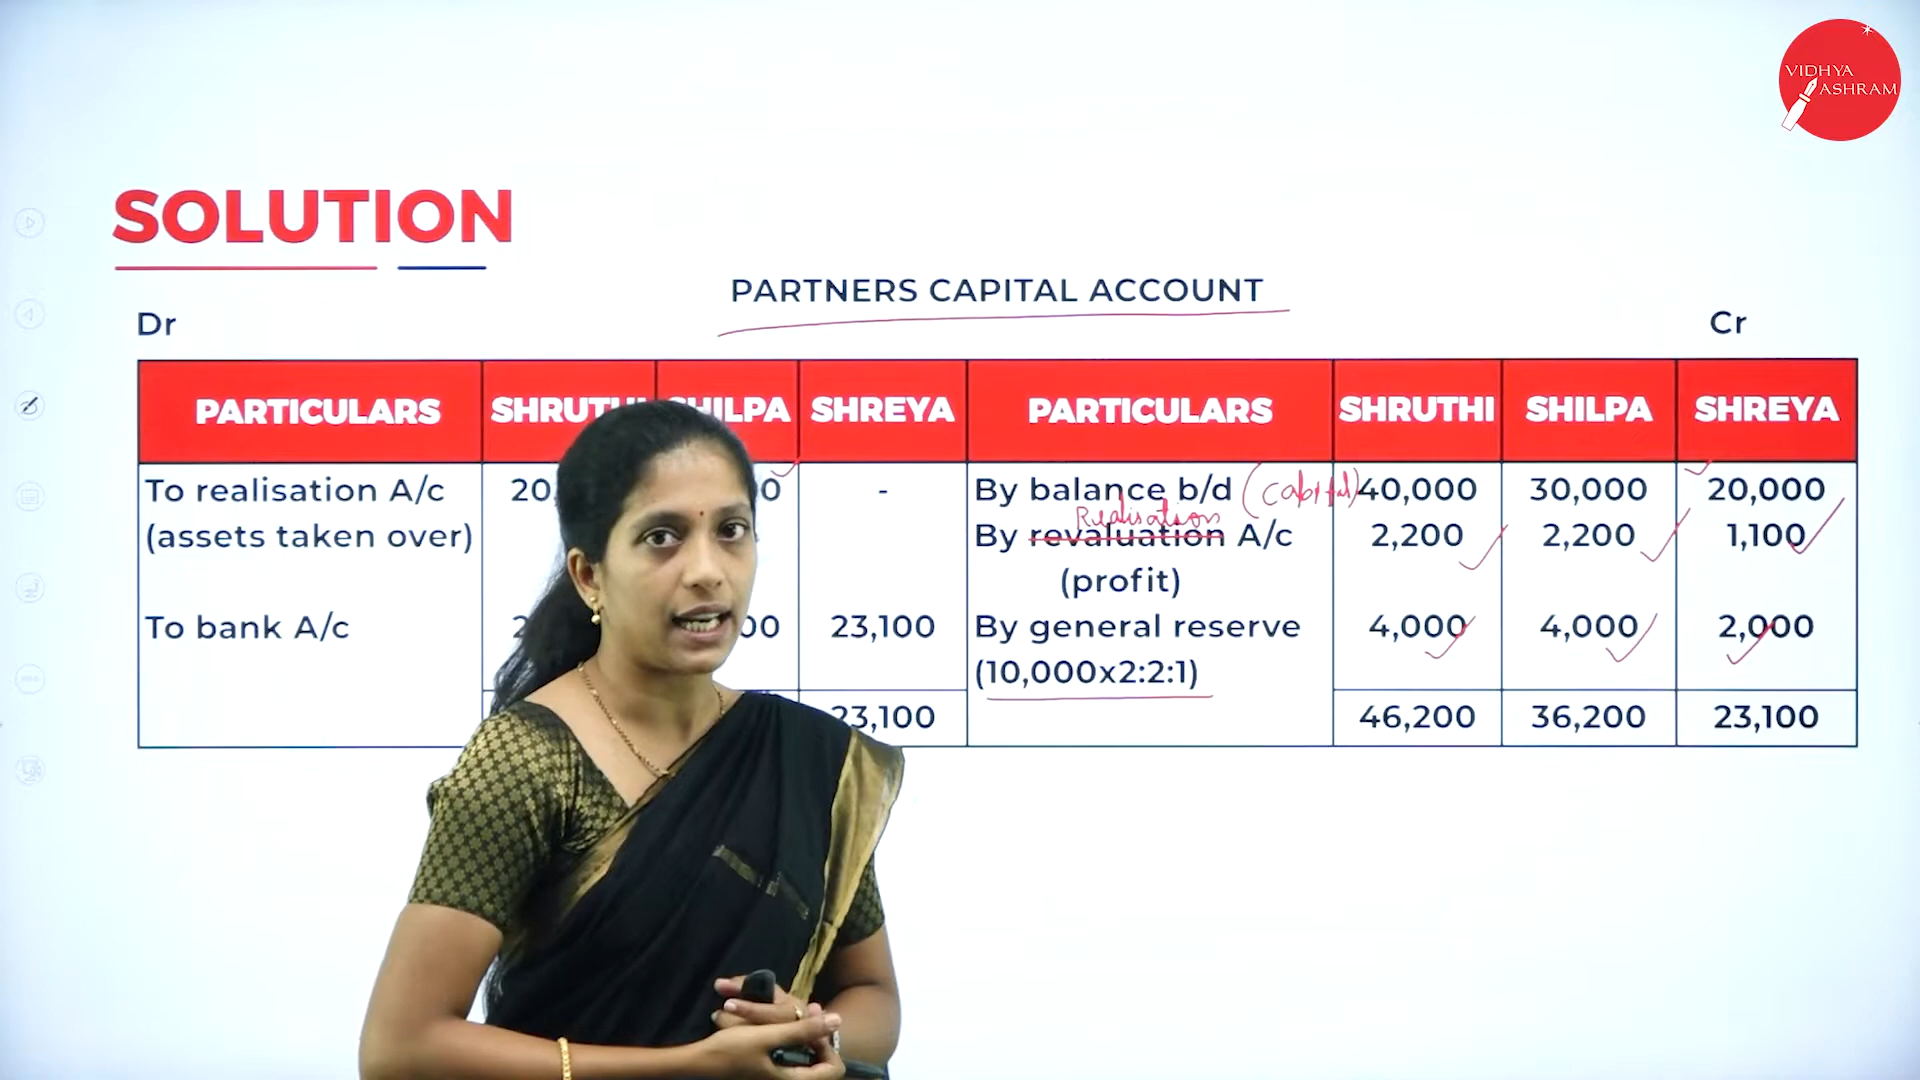 VIDHYA
ASHRAM
SOLUTION
PARTNERS CAPITAL ACCOUNT
Dr
Cr
PARTICULARS SHRUTHI SHILPA SHREYA PARTICULARS SHRUTHI SHILPA SHREYA
To realisation A/c - By balance b/d (capital) 40,000 30,000 20,000
Realisation
(assets taken over) By revaluation A/c 2,200 2,200 1,100
(profit)
To bank A/c 23,100 By general reserve 4,000 4,000 2,000
(10,000x2:2:1)
23,100 46,200 36,200 23,100